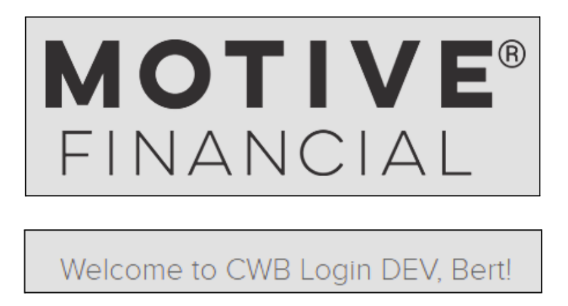 MOTIVE®
FINANCIAL
Welcome to CWB Login DEV, Bert!